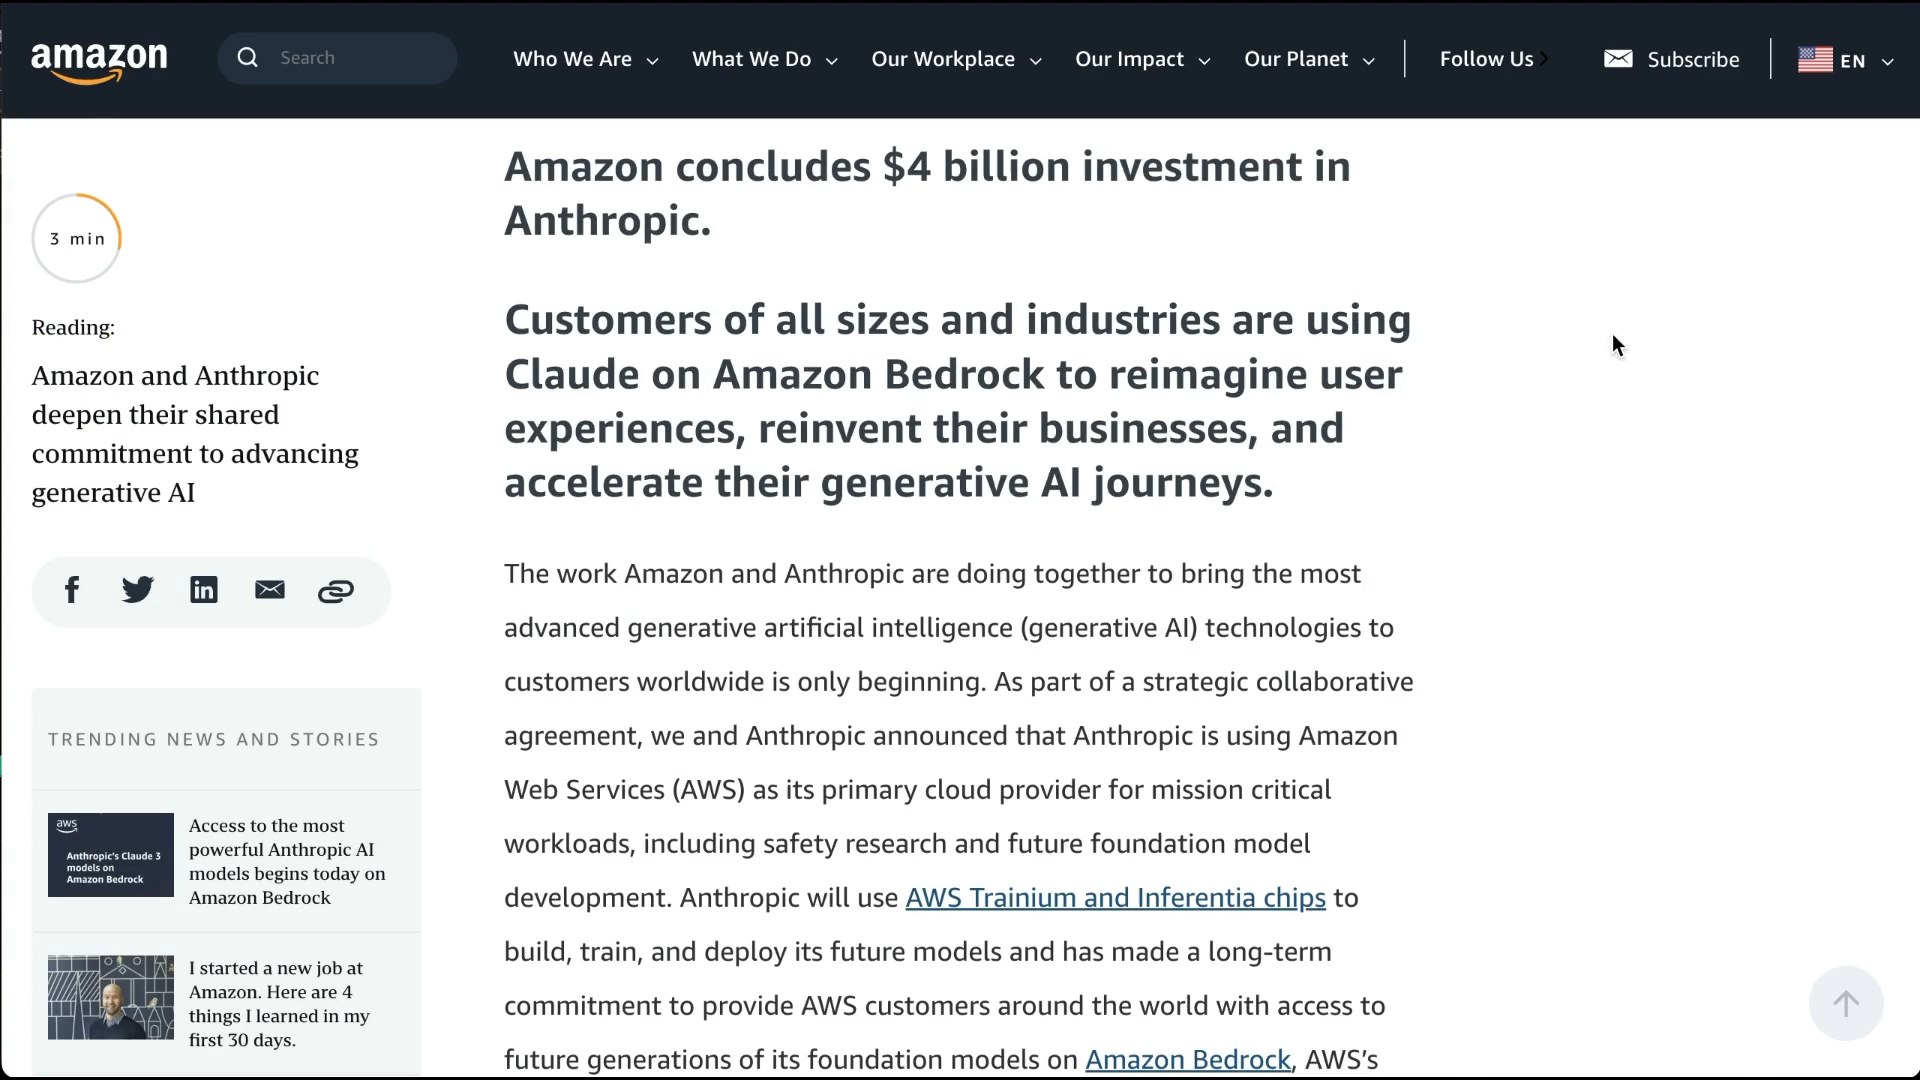 amazon
Search
Who We Are
What We Do
Our Workplace
Our Impact
Our Planet
Follow Us
Subscribe
EN
3 min
Reading:
Amazon and Anthropic
deepen their shared
commitment to advancing
generative AI
TRENDING NEWS AND STORIES
aws
Anthropic's Claude 3
models on
Amazon Bedrock
Access to the most
powerful Anthropic AI
models begins today on
Amazon Bedrock
I started a new job at
Amazon. Here are 4
things I learned in my
first 30 days.
Amazon concludes $4 billion investment in
Anthropic.
Customers of all sizes and industries are using
Claude on Amazon Bedrock to reimagine user
experiences, reinvent their businesses, and
accelerate their generative AI journeys.
The work Amazon and Anthropic are doing together to bring the most
advanced generative artificial intelligence (generative AI) technologies to
customers worldwide is only beginning. As part of a strategic collaborative
agreement, we and Anthropic announced that Anthropic is using Amazon
Web Services (AWS) as its primary cloud provider for mission critical
workloads, including safety research and future foundation model
development. Anthropic will use AWS Trainium and Inferentia chips to
build, train, and deploy its future models and has made a long-term
commitment to provide AWS customers around the world with access to
future generations of its foundation models on Amazon Bedrock, AWS’s